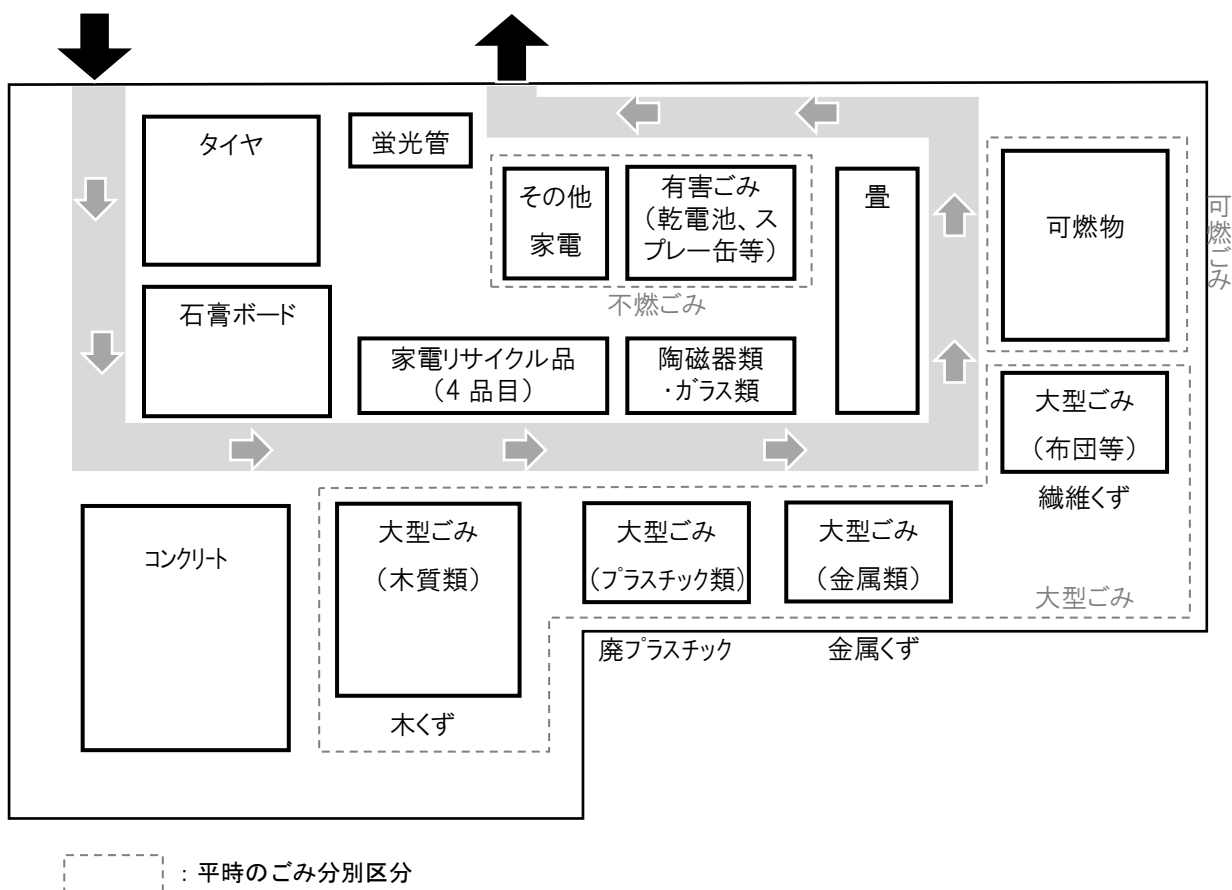 タイヤ
蛍光管
その他
家電
有害ごみ
（乾電池、ス
プレー缶等）
不燃ごみ
畳
可燃物
可燃ごみ
石膏ボード
家電リサイクル品
（4 品目）
陶磁器類
・ガラス類
大型ごみ
（布団等）
繊維くず
コンクリート
大型ごみ
（木質類）
木くず
大型ごみ
（プラスチック類）
廃プラスチック
大型ごみ
（金属類）
金属くず
大型ごみ
：平時のごみ分別区分